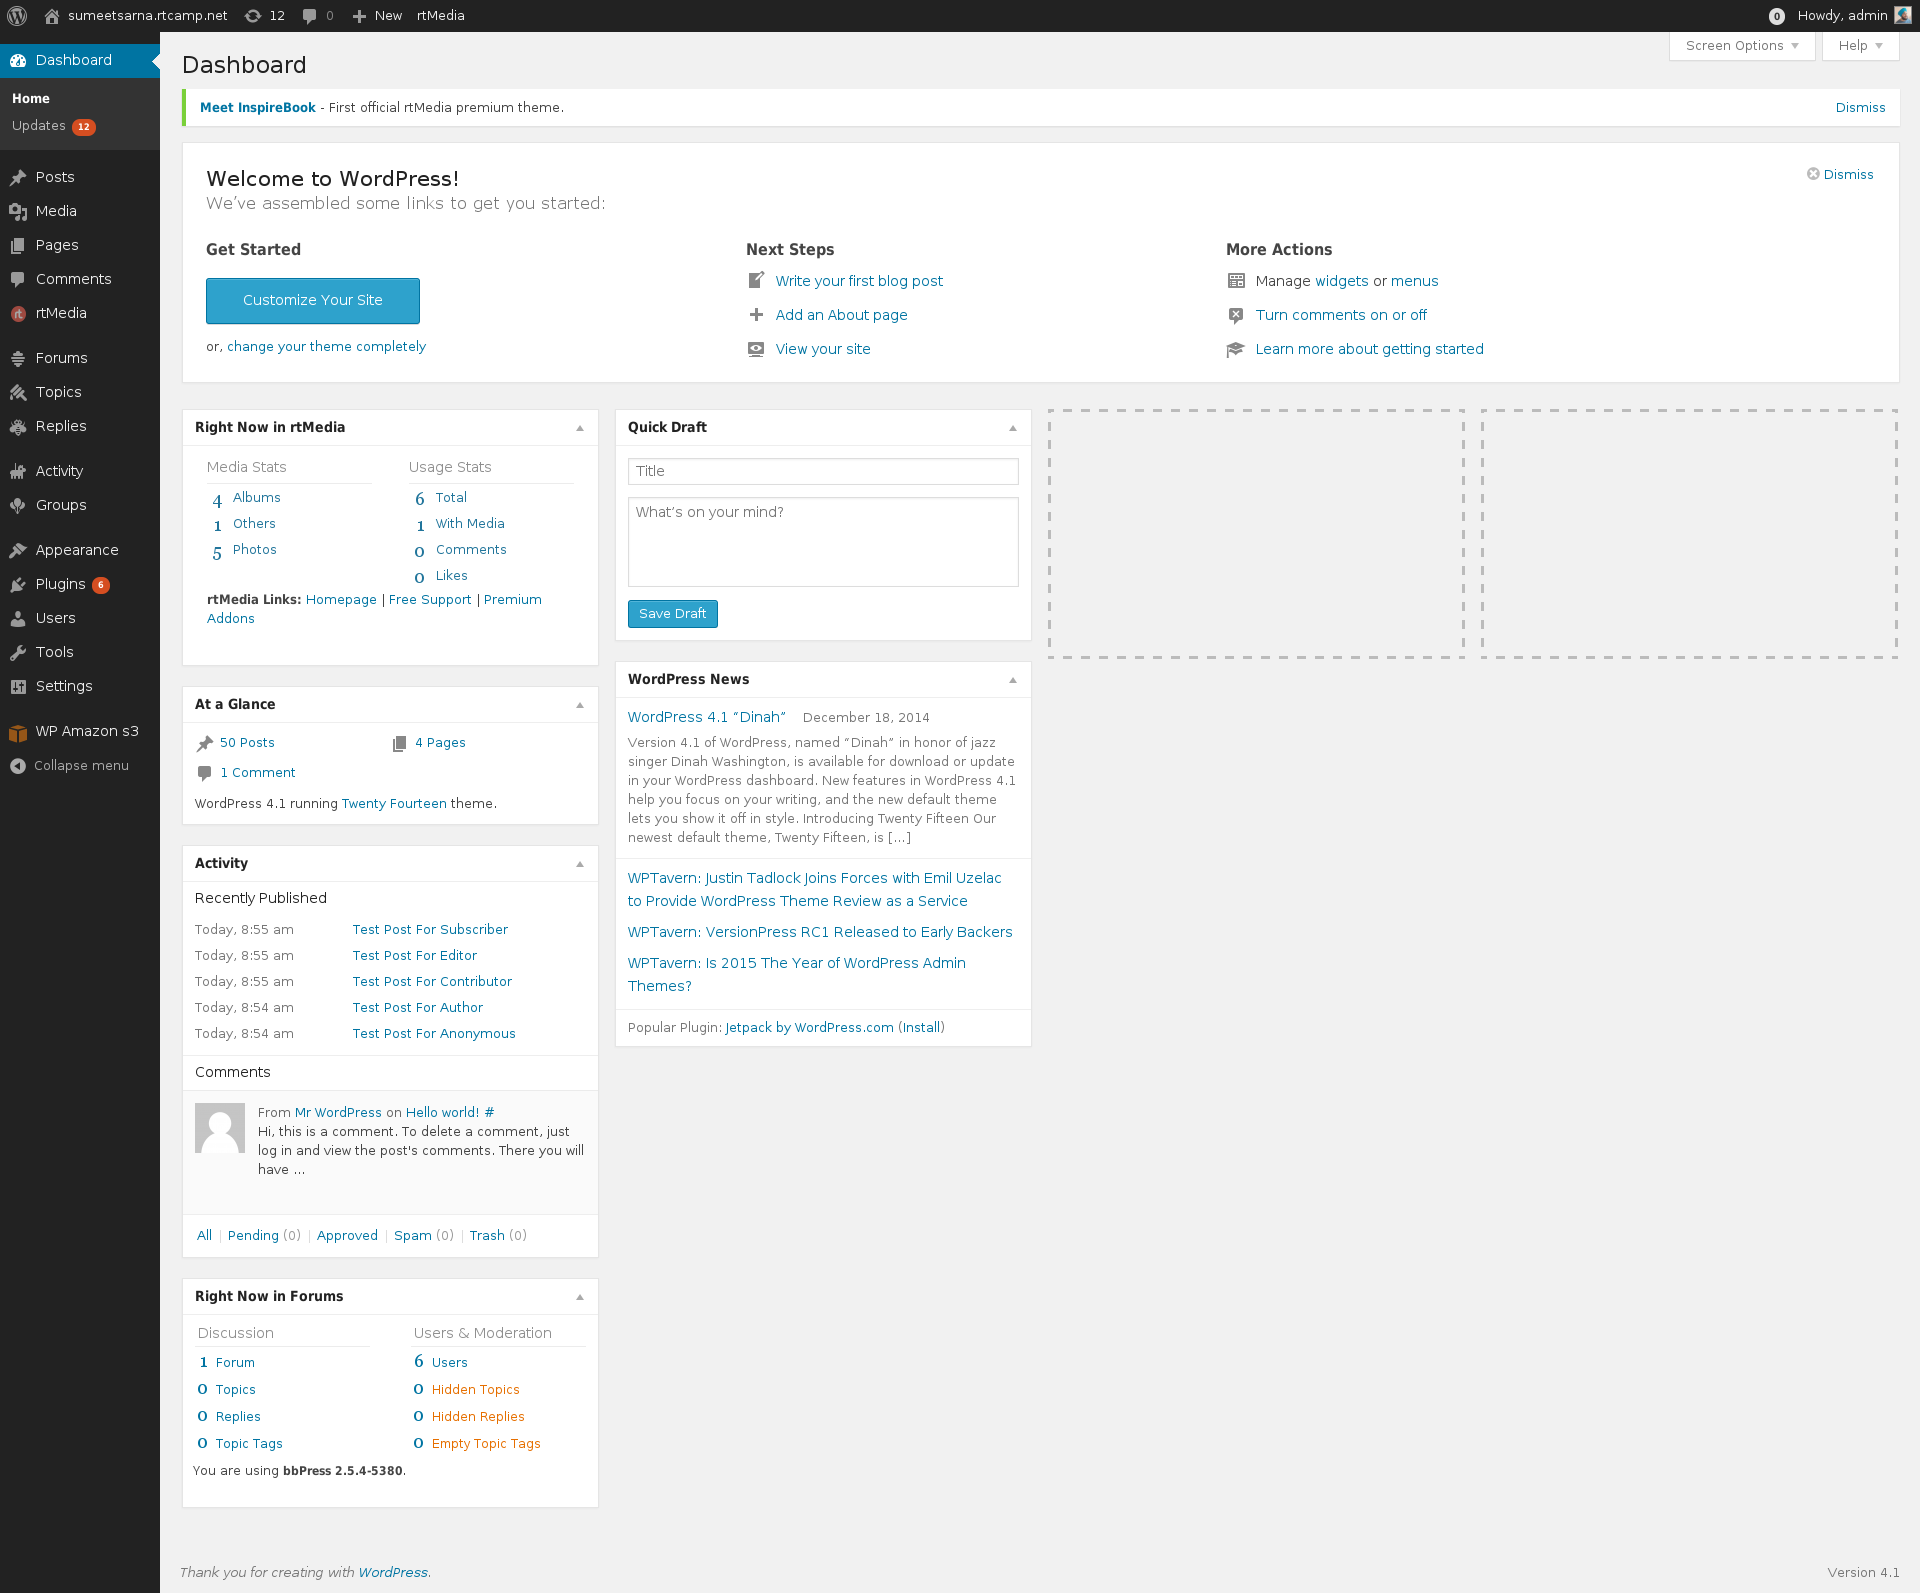 sumeetsarna.rtcamp.net 12 0 New rtMedia 0 Howdy, admin
Dashboard
Home
Updates 12
Posts
Media
Pages
Comments
rtMedia
Forums
Topics
Replies
Activity
Groups
Appearance
Plugins 6
Users
Tools
Settings
WP Amazon s3
Collapse menu
Screen Options Help
Dashboard
Meet InspireBook - First official rtMedia premium theme. Dismiss
Welcome to WordPress! Dismiss
We’ve assembled some links to get you started:
Get Started
Customize Your Site
or, change your theme completely
Next Steps
Write your first blog post
Add an About page
View your site
More Actions
Manage widgets or menus
Turn comments on or off
Learn more about getting started
Right Now in rtMedia
Media Stats
4 Albums
1 Others
5 Photos
Usage Stats
6 Total
1 With Media
0 Comments
0 Likes
rtMedia Links: Homepage | Free Support | Premium
Addons
At a Glance
50 Posts 4 Pages
1 Comment
WordPress 4.1 running Twenty Fourteen theme.
Activity
Recently Published
Today, 8:55 am Test Post For Subscriber
Today, 8:55 am Test Post For Editor
Today, 8:55 am Test Post For Contributor
Today, 8:54 am Test Post For Author
Today, 8:54 am Test Post For Anonymous
Comments
From Mr WordPress on Hello world! #
Hi, this is a comment. To delete a comment, just
log in and view the post's comments. There you will
have …
All | Pending (0) | Approved | Spam (0) | Trash (0)
Right Now in Forums
Discussion
1 Forum
0 Topics
0 Replies
0 Topic Tags
Users & Moderation
6 Users
0 Hidden Topics
0 Hidden Replies
0 Empty Topic Tags
You are using bbPress 2.5.4-5380.
Quick Draft
Title
What’s on your mind?
Save Draft
WordPress News
WordPress 4.1 “Dinah” December 18, 2014
Version 4.1 of WordPress, named “Dinah” in honor of jazz
singer Dinah Washington, is available for download or update
in your WordPress dashboard. New features in WordPress 4.1
help you focus on your writing, and the new default theme
lets you show it off in style. Introducing Twenty Fifteen Our
newest default theme, Twenty Fifteen, is […]
WPTavern: Justin Tadlock Joins Forces with Emil Uzelac
to Provide WordPress Theme Review as a Service
WPTavern: VersionPress RC1 Released to Early Backers
WPTavern: Is 2015 The Year of WordPress Admin
Themes?
Popular Plugin: Jetpack by WordPress.com (Install)
Thank you for creating with WordPress. Version 4.1